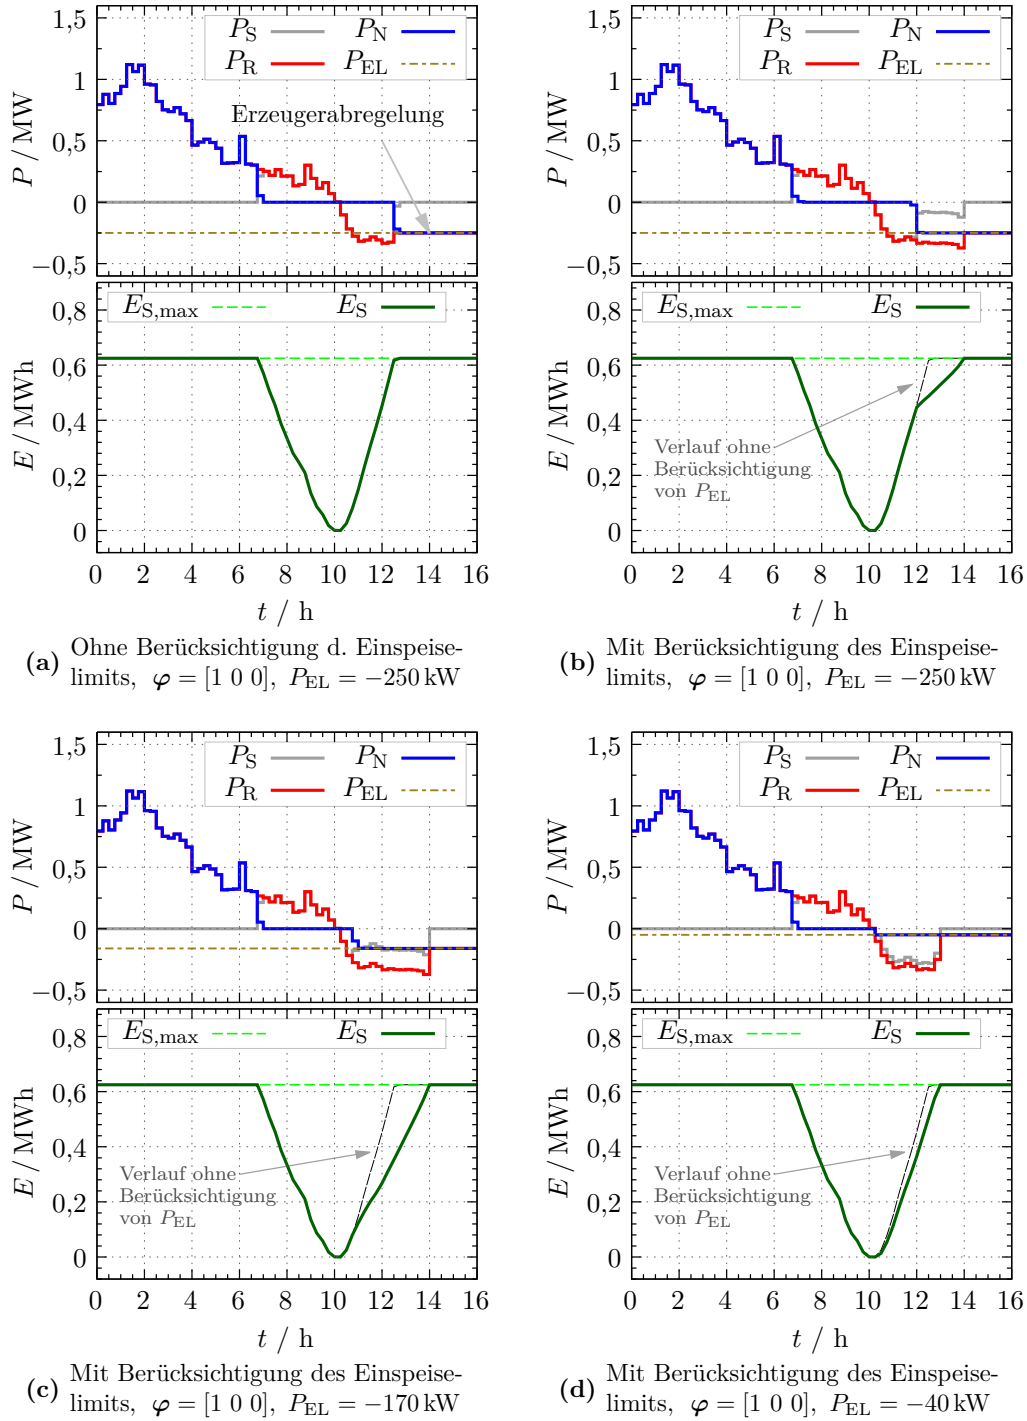 1,5
1
0,5
0
−0,5
P / MW
P_S
P_N
P_R
P_EL
Erzeugerabregelung
0,8
0,6
0,4
0,2
0
E / MWh
E_S,max
E_S
0 2 4 6 8 10 12 14 16
t / h
(a) Ohne Berücksichtigung d. Einspeise-
limits, φ = [1 0 0], P_EL = −250 kW
1,5
1
0,5
0
−0,5
P / MW
P_S
P_N
P_R
P_EL
0,8
0,6
0,4
0,2
0
E / MWh
E_S,max
E_S
Verlauf ohne
Berücksichtigung
von P_EL
0 2 4 6 8 10 12 14 16
t / h
(b) Mit Berücksichtigung des Einspeise-
limits, φ = [1 0 0], P_EL = −250 kW
1,5
1
0,5
0
−0,5
P / MW
P_S
P_N
P_R
P_EL
0,8
0,6
0,4
0,2
0
E / MWh
E_S,max
E_S
Verlauf ohne
Berücksichtigung
von P_EL
0 2 4 6 8 10 12 14 16
t / h
(c) Mit Berücksichtigung des Einspeise-
limits, φ = [1 0 0], P_EL = −170 kW
1,5
1
0,5
0
−0,5
P / MW
P_S
P_N
P_R
P_EL
0,8
0,6
0,4
0,2
0
E / MWh
E_S,max
E_S
Verlauf ohne
Berücksichtigung
von P_EL
0 2 4 6 8 10 12 14 16
t / h
(d) Mit Berücksichtigung des Einspeise-
limits, φ = [1 0 0], P_EL = −40 kW